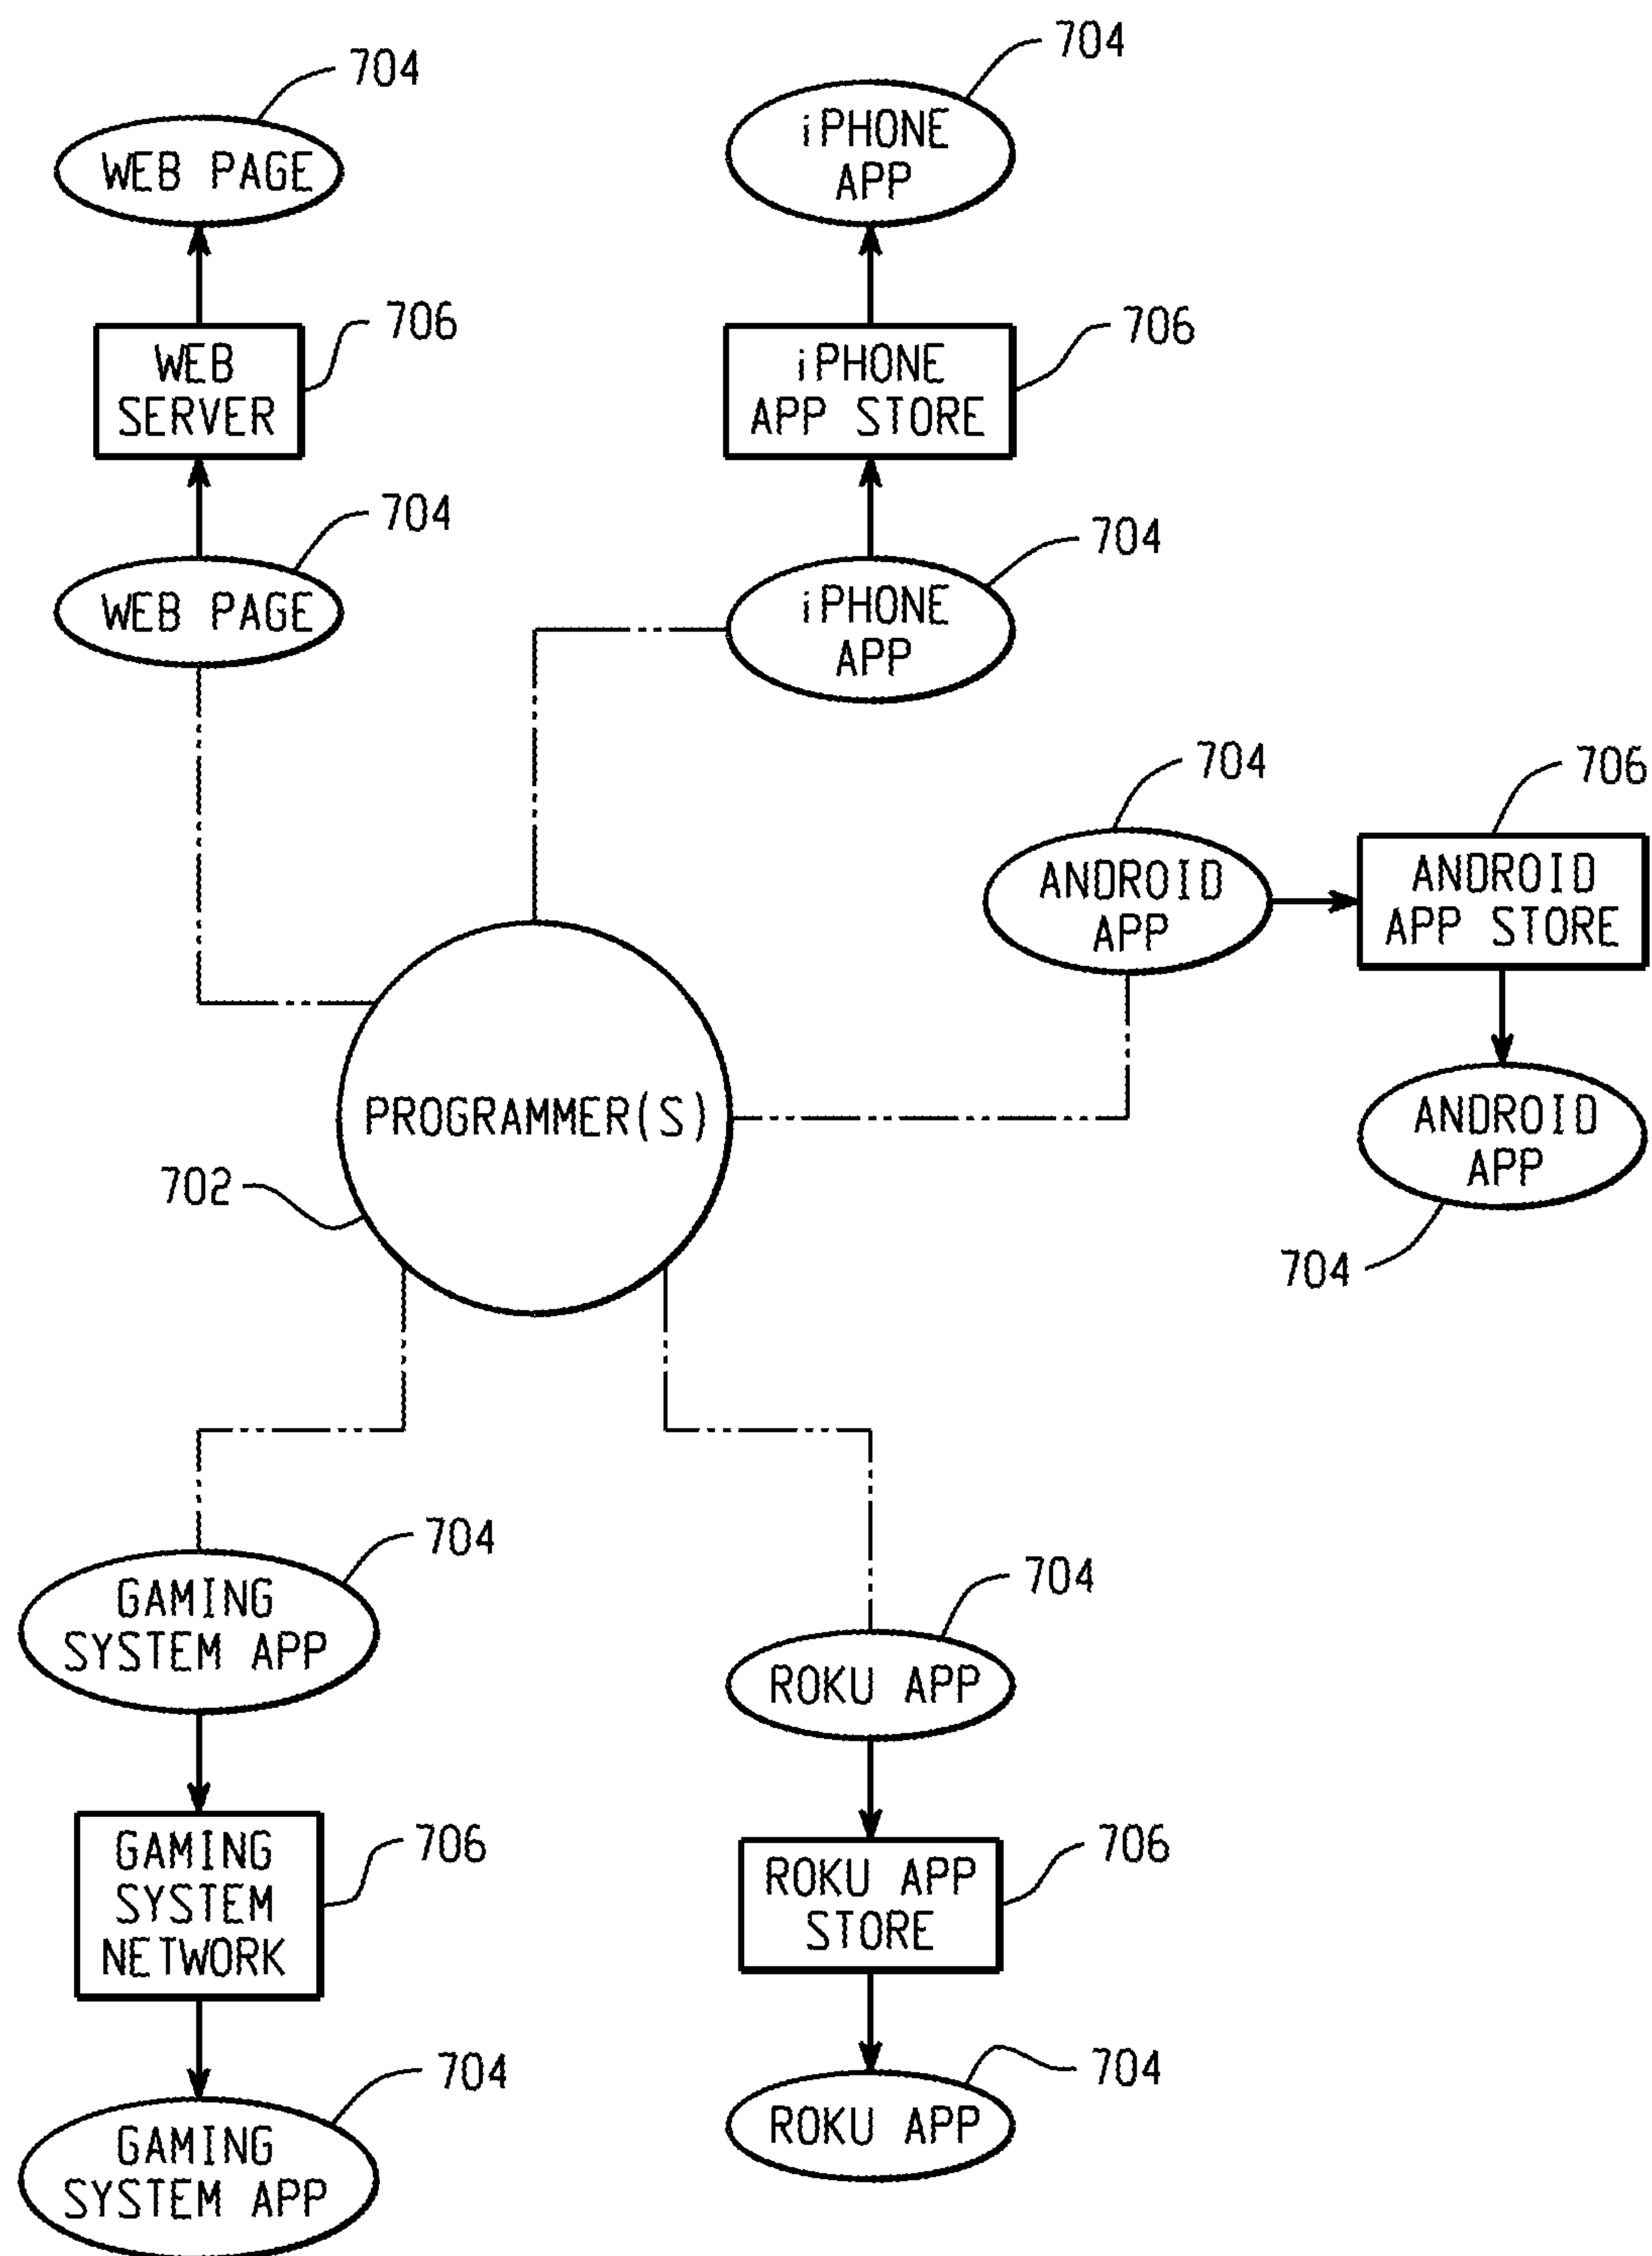 704
WEB PAGE
706
WEB
SERVER
704
WEB PAGE
704
iPHONE
APP
706
iPHONE
APP STORE
704
iPHONE
APP
704
ANDROID
APP
706
ANDROID
APP STORE
ANDROID
APP
704
PROGRAMMER(S)
702
704
GAMING
SYSTEM APP
706
GAMING
SYSTEM
NETWORK
704
GAMING
SYSTEM APP
704
ROKU APP
706
ROKU APP
STORE
704
ROKU APP